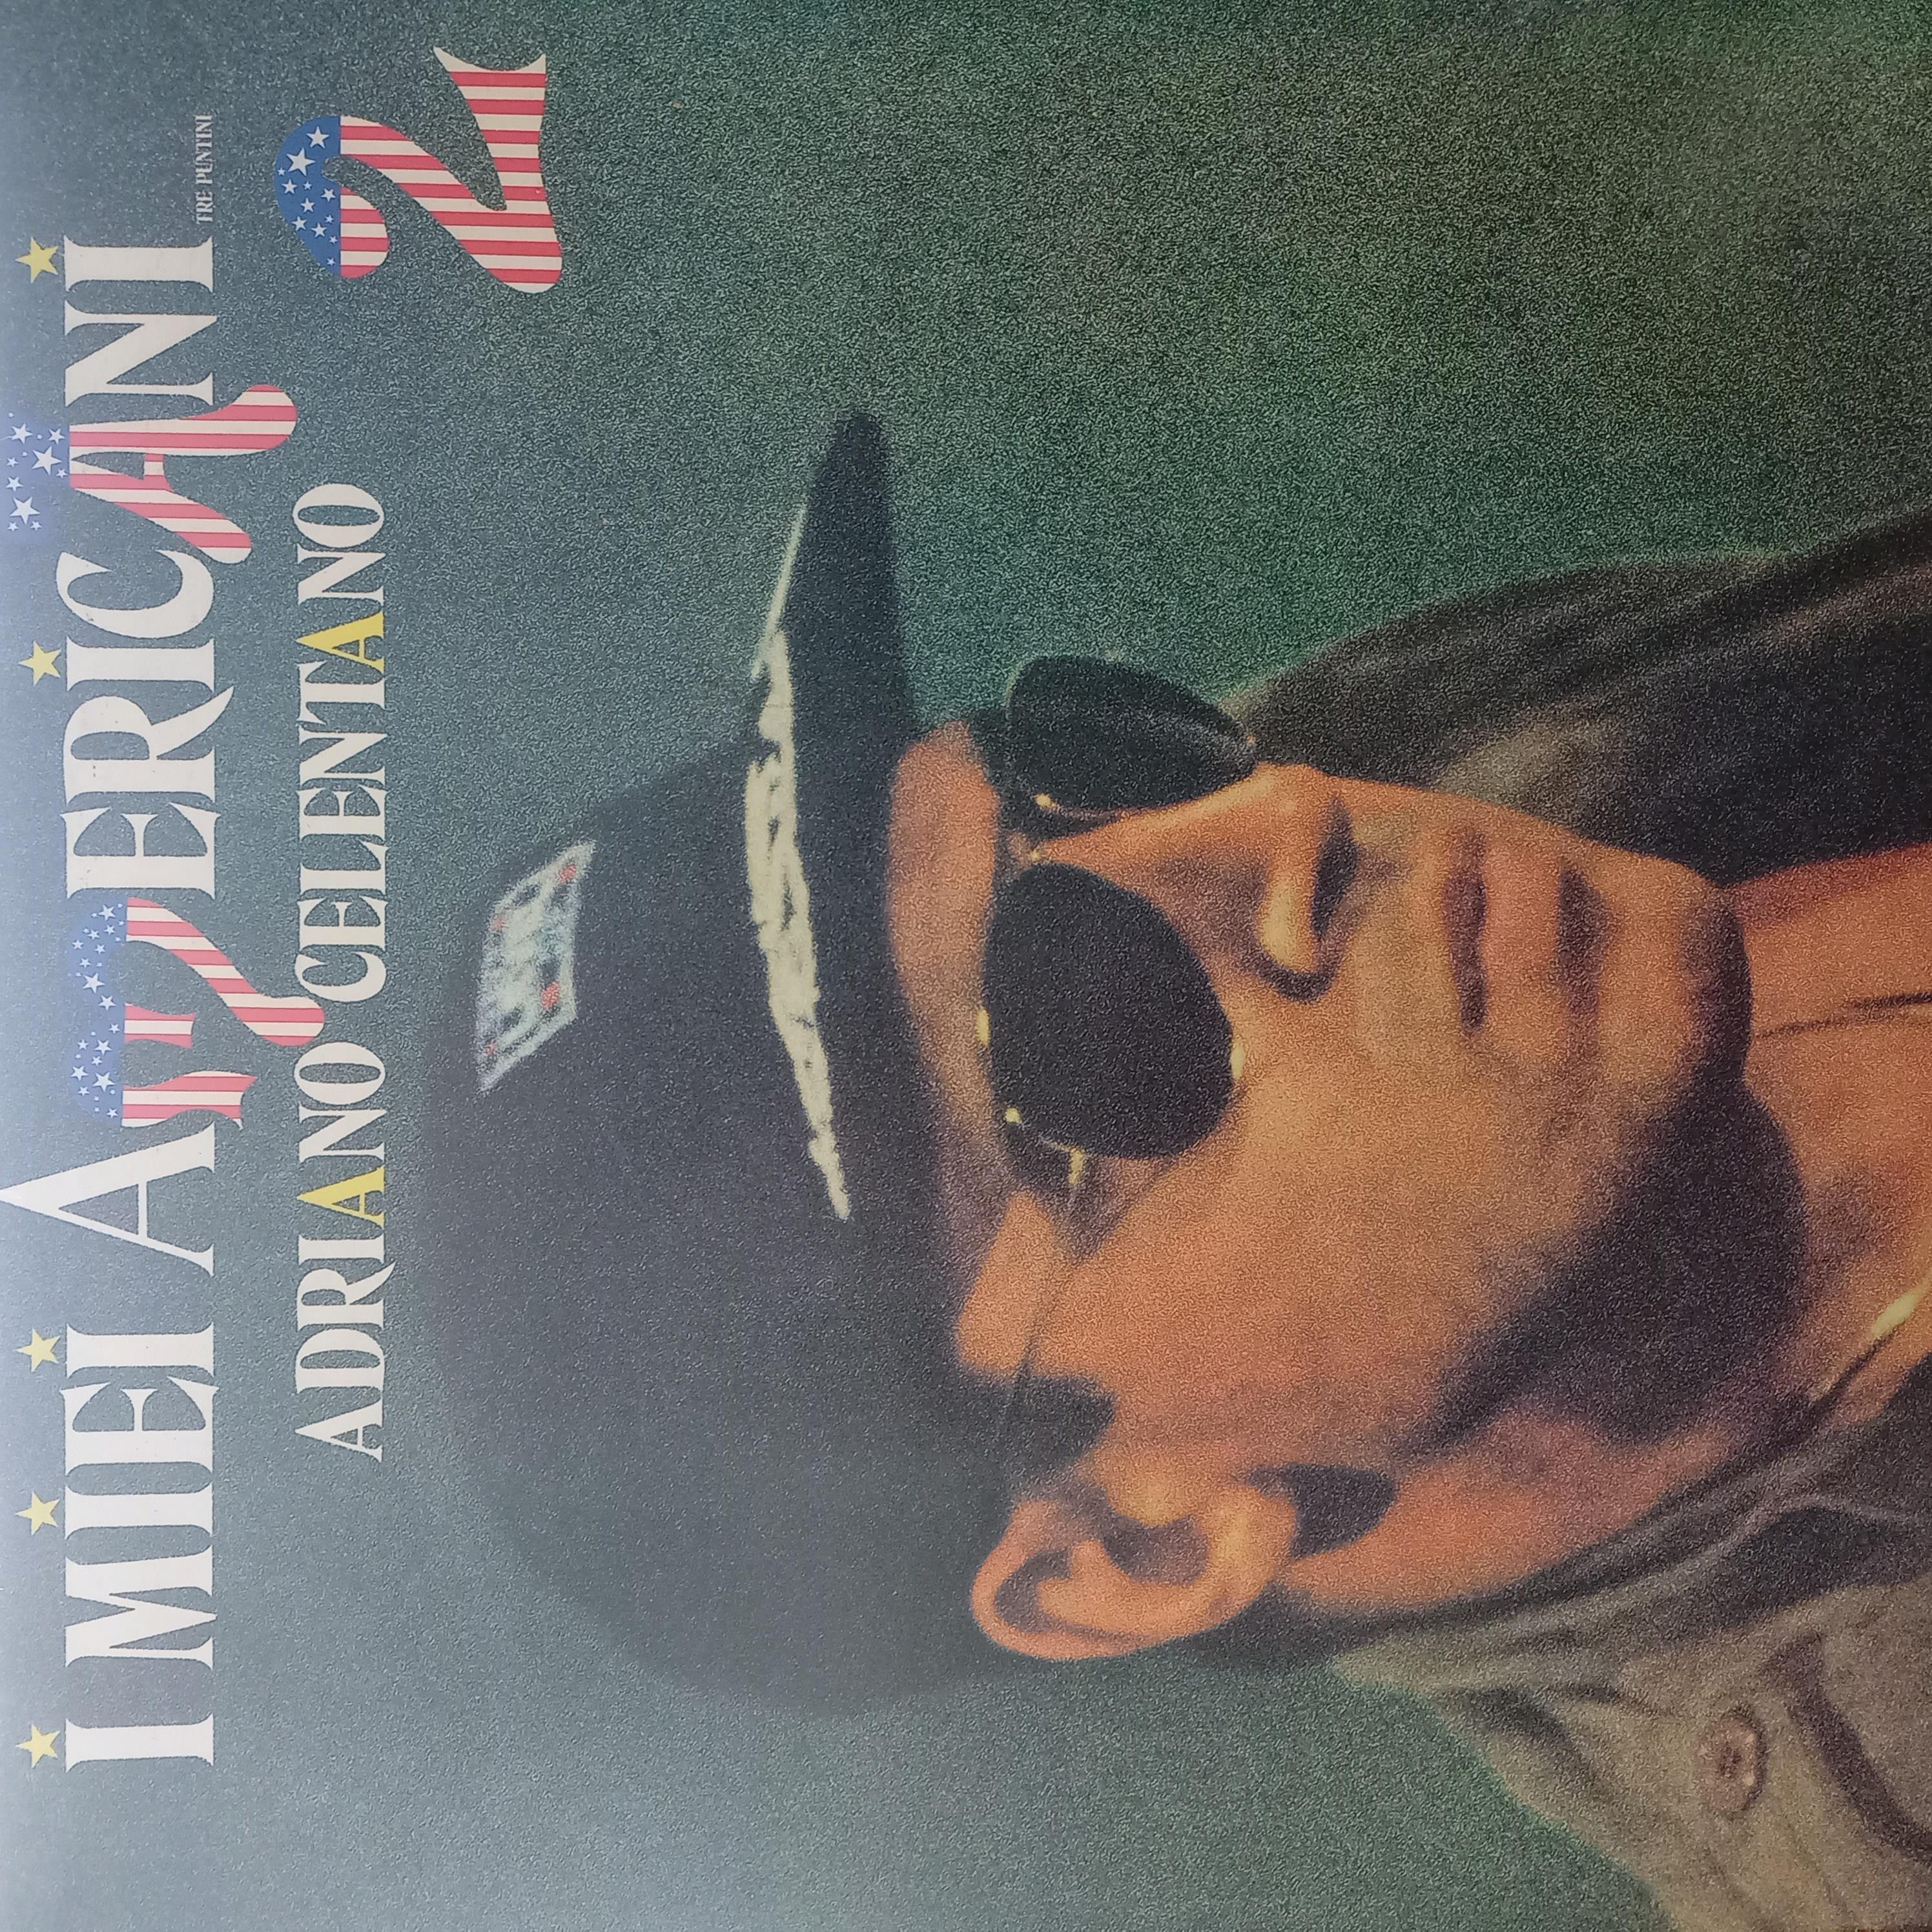 I MIEI AMERICANI
... TRE PUNTINI
2
ADRIANO CELENTANO